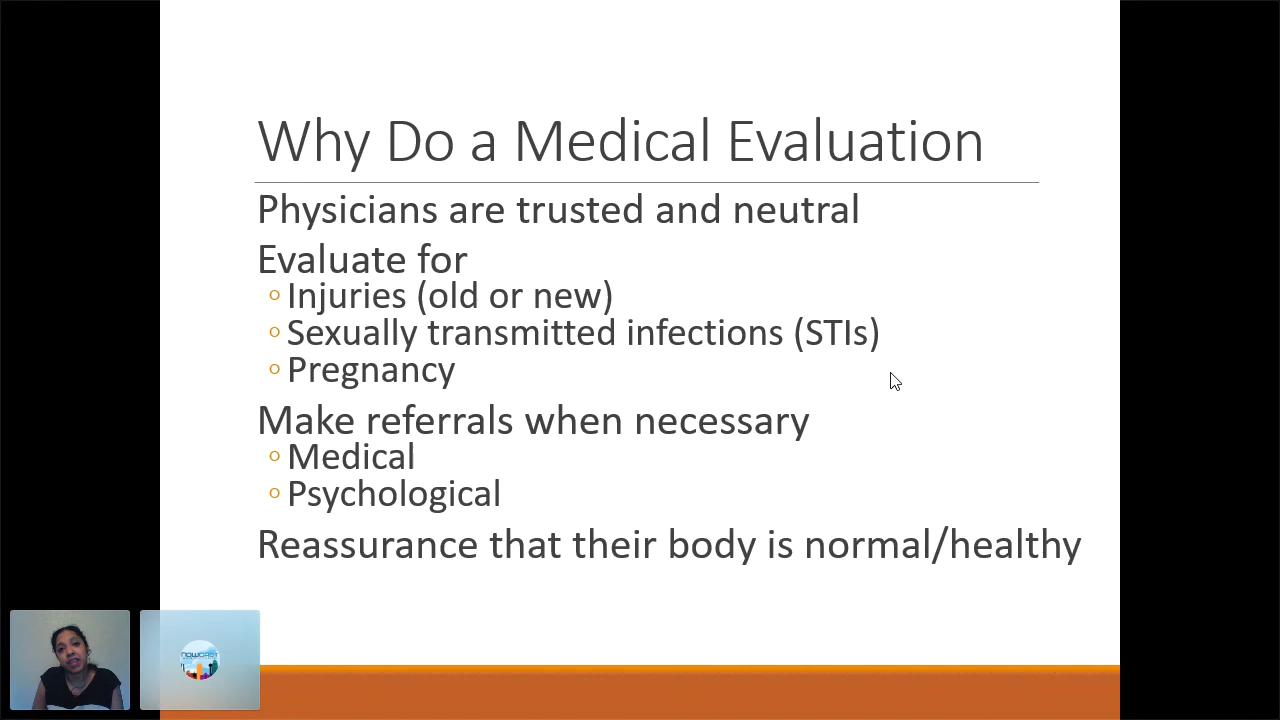 Why Do a Medical Evaluation
Physicians are trusted and neutral
Evaluate for
Injuries (old or new)
Sexually transmitted infections (STIs)
Pregnancy
Make referrals when necessary
Medical
Psychological
Reassurance that their body is normal/healthy
NOWCAST